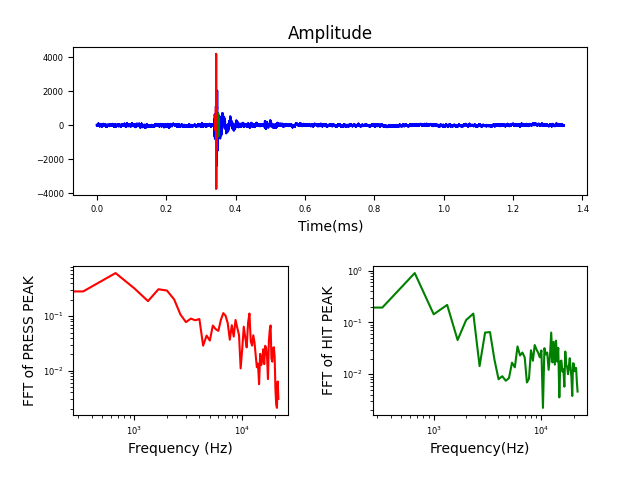 Amplitude
4000
2000
0
−2000
−4000
0.0 0.2 0.4 0.6 0.8 1.0 1.2 1.4
Time(ms)
FFT of PRESS PEAK
10⁻¹
10⁻²
10³ 10⁴
Frequency (Hz)
FFT of HIT PEAK
10⁰
10⁻¹
10⁻²
10³ 10⁴
Frequency(Hz)